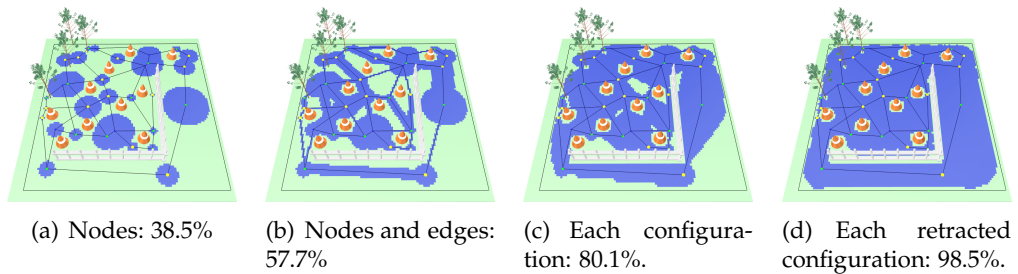 (a) Nodes: 38.5%
(b) Nodes and edges:
57.7%
(c) Each configura-
tion: 80.1%.
(d) Each retracted
configuration: 98.5%.